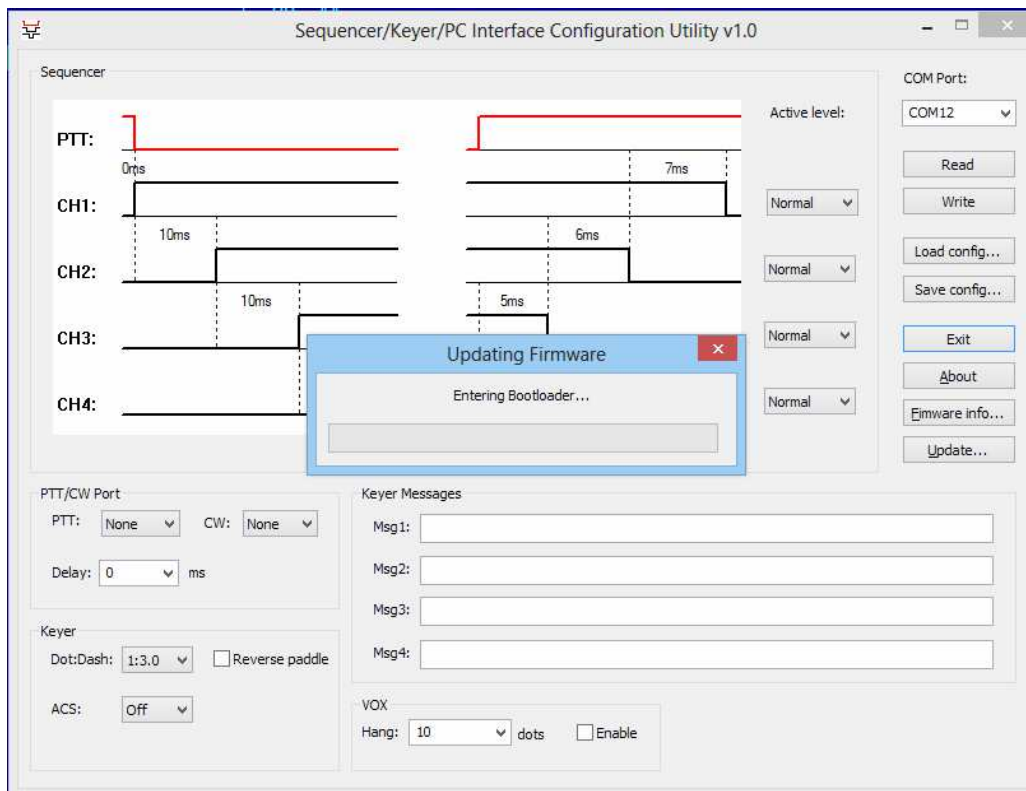 Sequencer/Keyer/PC Interface Configuration Utility v1.0
Sequencer
COM Port:
Active level:
COM12
PTT:
0ms
7ms
Read
CH1:
Normal
Write
10ms
6ms
CH2:
Normal
Load config...
10ms
5ms
Save config...
CH3:
Normal
Exit
Updating Firmware
About
Entering Bootloader...
CH4:
Normal
Fimware info...
Update...
PTT/CW Port
PTT: None CW: None
Delay: 0 ms
Keyer Messages
Msg1:
Msg2:
Msg3:
Msg4:
Keyer
Dot:Dash: 1:3.0 Reverse paddle
ACS: Off
VOX
Hang: 10 dots Enable